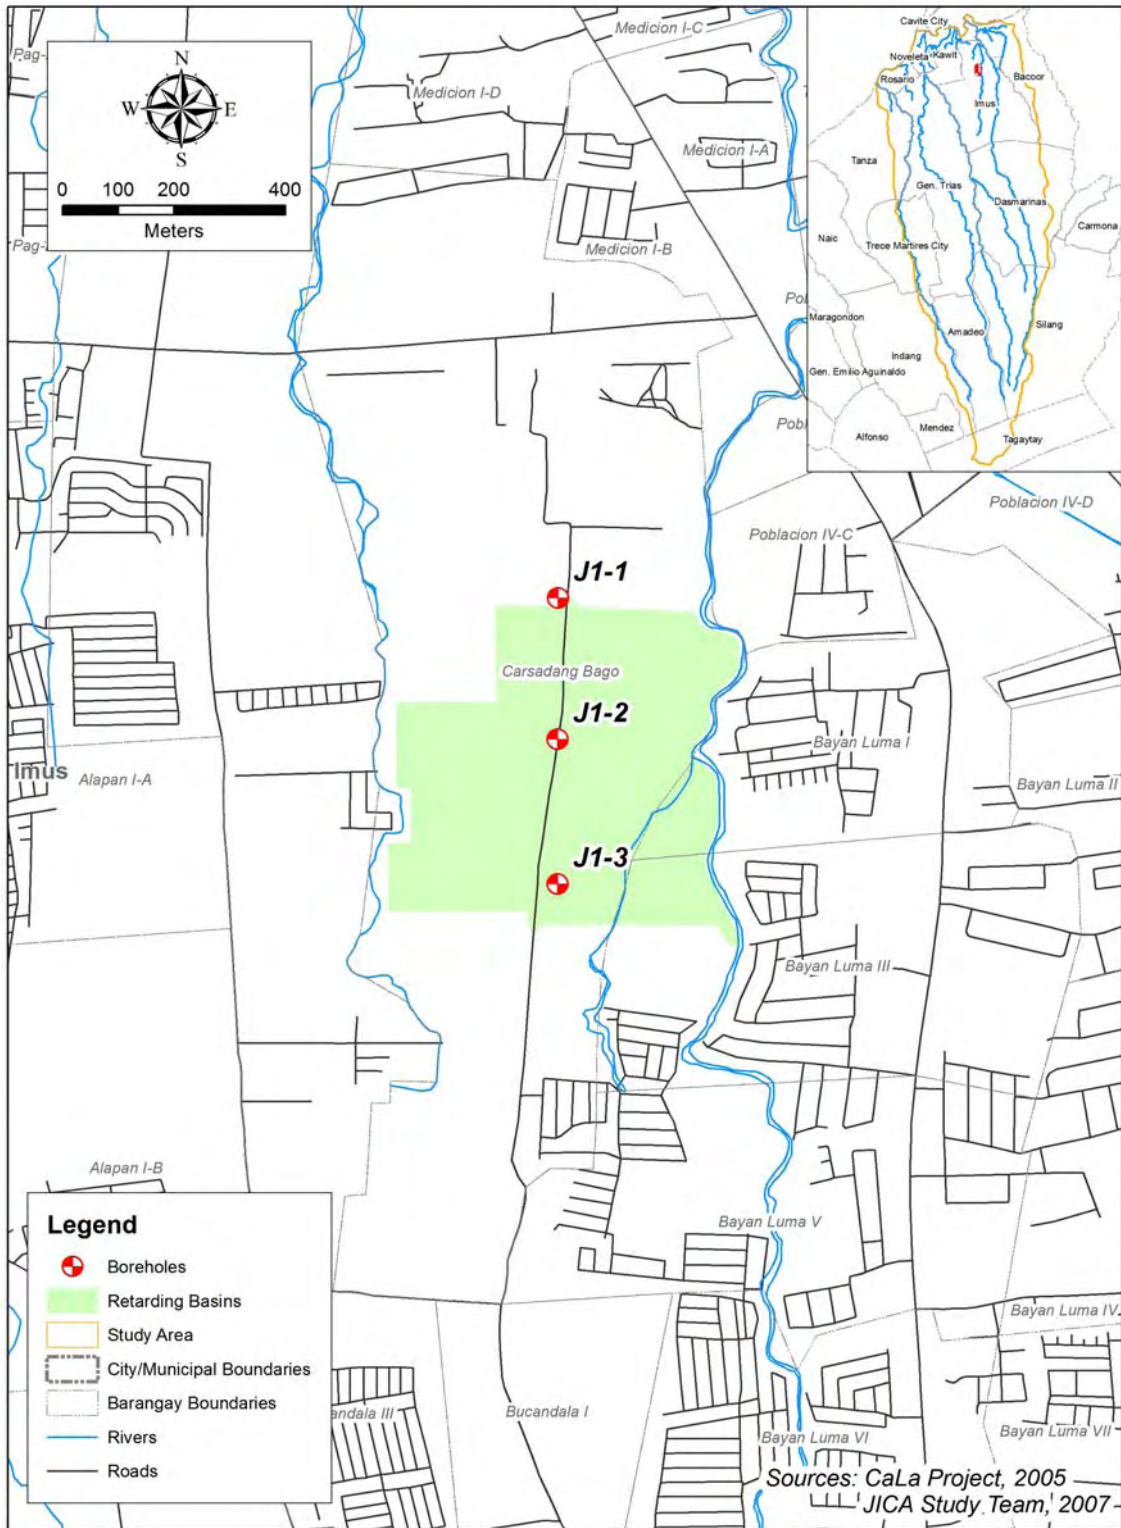 Medicion I-C
Cavite City
N
W
E
S
0 100 200 400
Meters
Medicion I-D
Medicion I-A
Medicion I-B
Noveleta
Kawit
Rosario
Bacoor
Imus
Tanza
Gen. Trias
Dasmarinas
Carmona
Naic
Trece Martires City
Maragondon
Amadeo
Silang
Indang
Gen. Emilio Aguinaldo
Mendez
Alfonso
Tagaytay
Poblacion IV-D
Poblacion IV-C
J1-1
Carsadang Bago
J1-2
Bayan Luma I
Imus
Alapan I-A
Bayan Luma II
J1-3
Bayan Luma III
Alapan I-B
Bayan Luma V
Legend
Boreholes
Retarding Basins
Study Area
City/Municipal Boundaries
Barangay Boundaries
Rivers
Roads
Bayan Luma IV
andala III
Bucandala I
Bayan Luma VI
Bayan Luma VII
Sources: CaLa Project, 2005
JICA Study Team, 2007